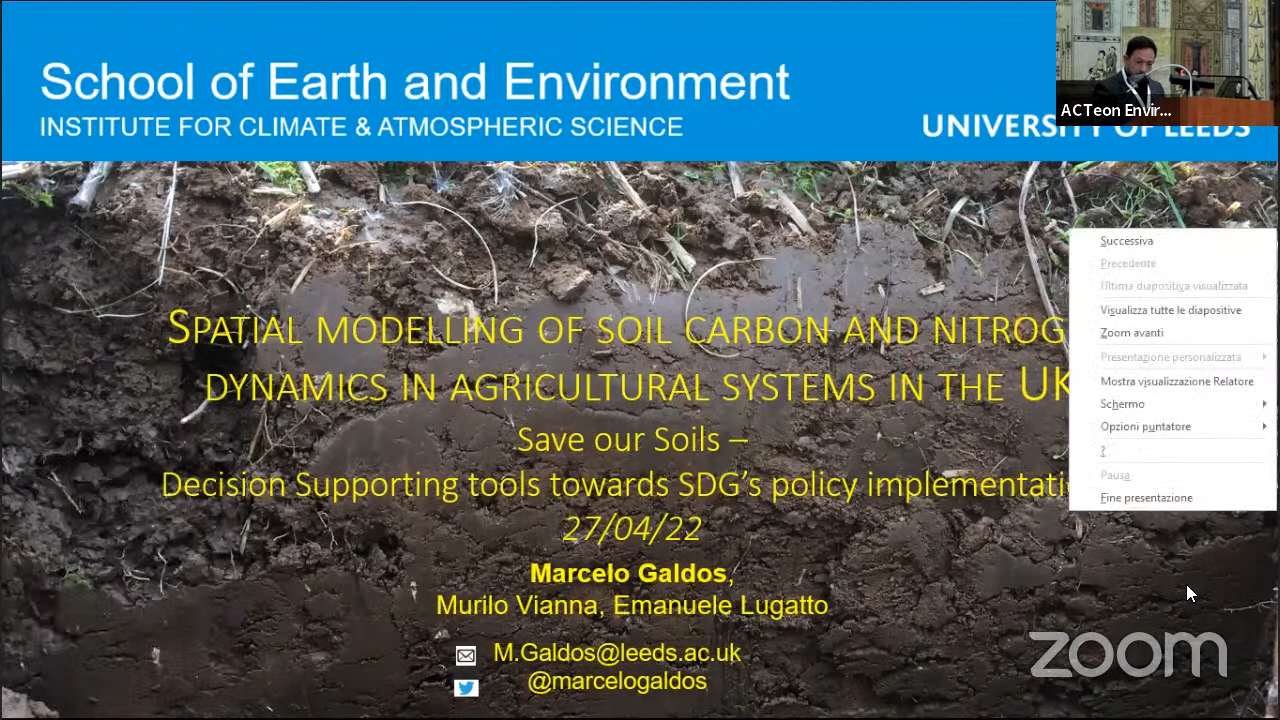 School of Earth and Environment
INSTITUTE FOR CLIMATE & ATMOSPHERIC SCIENCE
ACTeon Envir...
UNIVERSITY OF LEEDS
SPATIAL MODELLING OF SOIL CARBON AND NITROG
DYNAMICS IN AGRICULTURAL SYSTEMS IN THE UK
Save our Soils –
Decision Supporting tools towards SDG's policy implementati
27/04/22
Marcelo Galdos,
Murilo Vianna, Emanuele Lugatto
M.Galdos@leeds.ac.uk
@marcelogaldos
Successiva
Precedente
Ultima diapositiva visualizzata
Visualizza tutte le diapositive
Zoom avanti
Presentazione personalizzata
Mostra visualizzazione Relatore
Schermo
Opzioni puntatore
?
Pausa
Fine presentazione
zoom